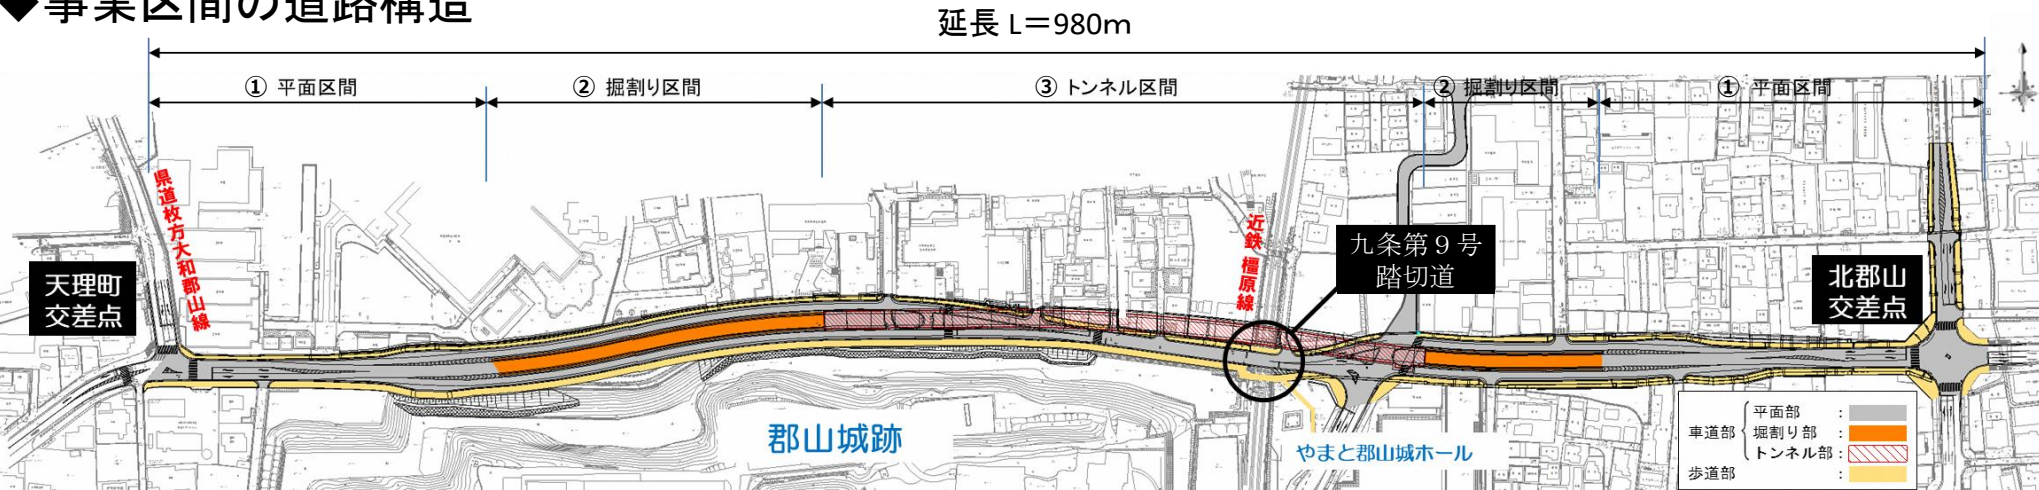 ◆事業区間の道路構造
延長 L＝980m
① 平面区間
② 掘割り区間
③ トンネル区間
② 掘割り区間
① 平面区間
県道枚方大和郡山線
近鉄 橿原線
九条第９号
踏切道
天理町
交差点
北郡山
交差点
郡山城跡
やまと郡山城ホール
車道部
平面部 ：
堀割り部 ：
トンネル部：
歩道部 ：